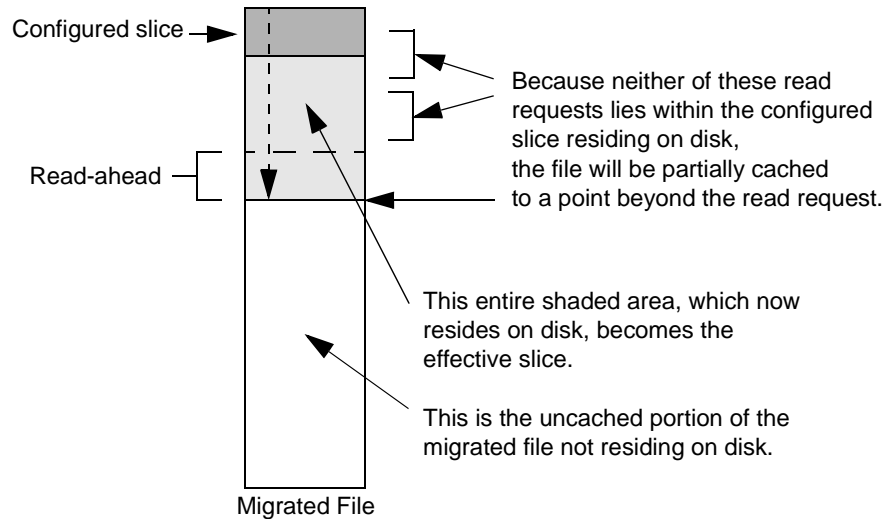 Configured slice
Because neither of these read
requests lies within the configured
slice residing on disk,
the file will be partially cached
to a point beyond the read request.
Read-ahead
This entire shaded area, which now
resides on disk, becomes the
effective slice.
This is the uncached portion of the
migrated file not residing on disk.
Migrated File